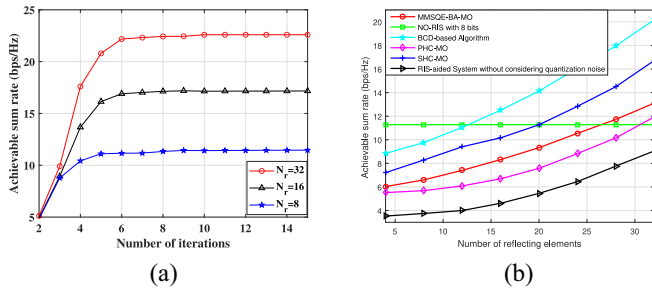 25
20
15
10
5
2
4
6
8
10
12
14
Achievable sum rate (bps/Hz)
Number of iterations
N_r=32
N_r=16
N_r=8
(a)
20
18
16
14
12
10
8
6
4
5
10
15
20
25
30
Achievable sum rate (bps/Hz)
Number of reflecting elements
MMSQE-BA-MO
NO-RIS with 8 bits
BCD-based Algorithm
PHC-MO
SHC-MO
RIS-aided System without considering quantization noise
(b)